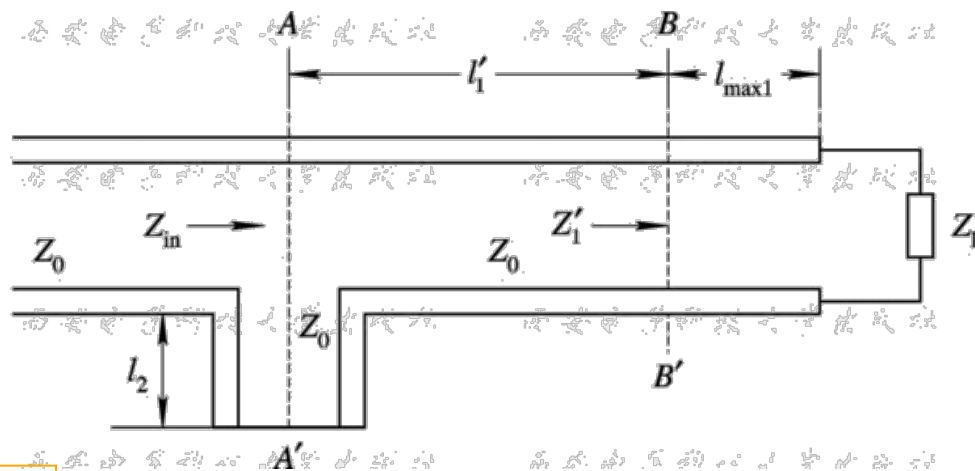 A B
l′₁ lmax1
Zin Z′₁ Z₁
Z₀ Z₀
Z₀
l₂
B′
A′